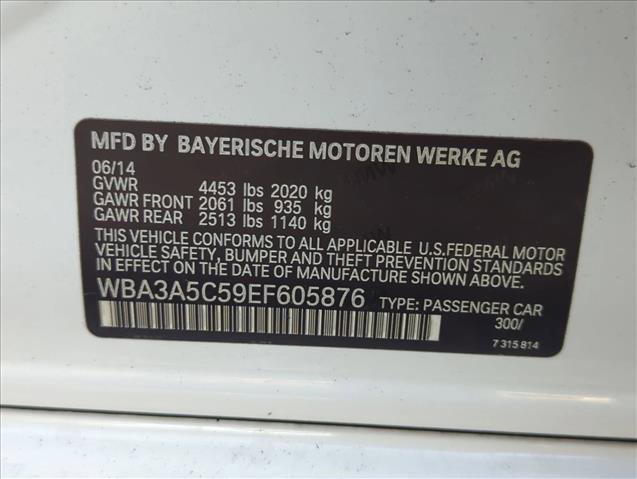 MFD BY BAYERISCHE MOTOREN WERKE AG
06/14
GVWR 4453 lbs 2020 kg
GAWR FRONT 2061 lbs 935 kg
GAWR REAR 2513 lbs 1140 kg
THIS VEHICLE CONFORMS TO ALL APPLICABLE U.S.FEDERAL MOTOR
VEHICLE SAFETY, BUMPER AND THEFT PREVENTION STANDARDS
IN EFFECT ON THE DATE OF MANUFACTURE SHOWN ABOVE.
WBA3A5C59EF605876 TYPE: PASSENGER CAR
300/
7 315 814